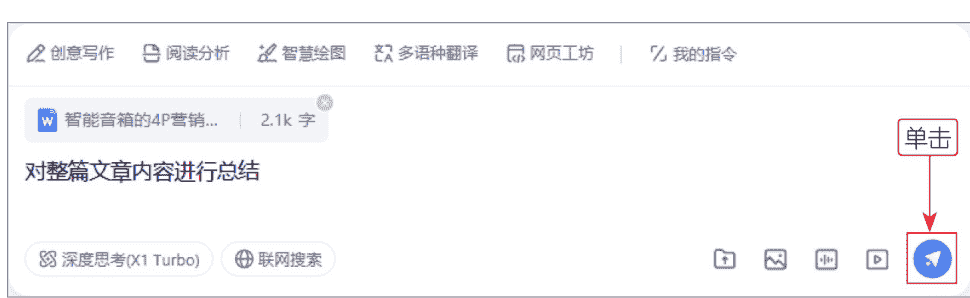 创意写作 阅读分析 智慧绘图 多语种翻译 网页工坊 我的指令
W 智能音箱的4P营销... 2.1k 字
单击
对整篇文章内容进行总结
深度思考(X1 Turbo) 联网搜索